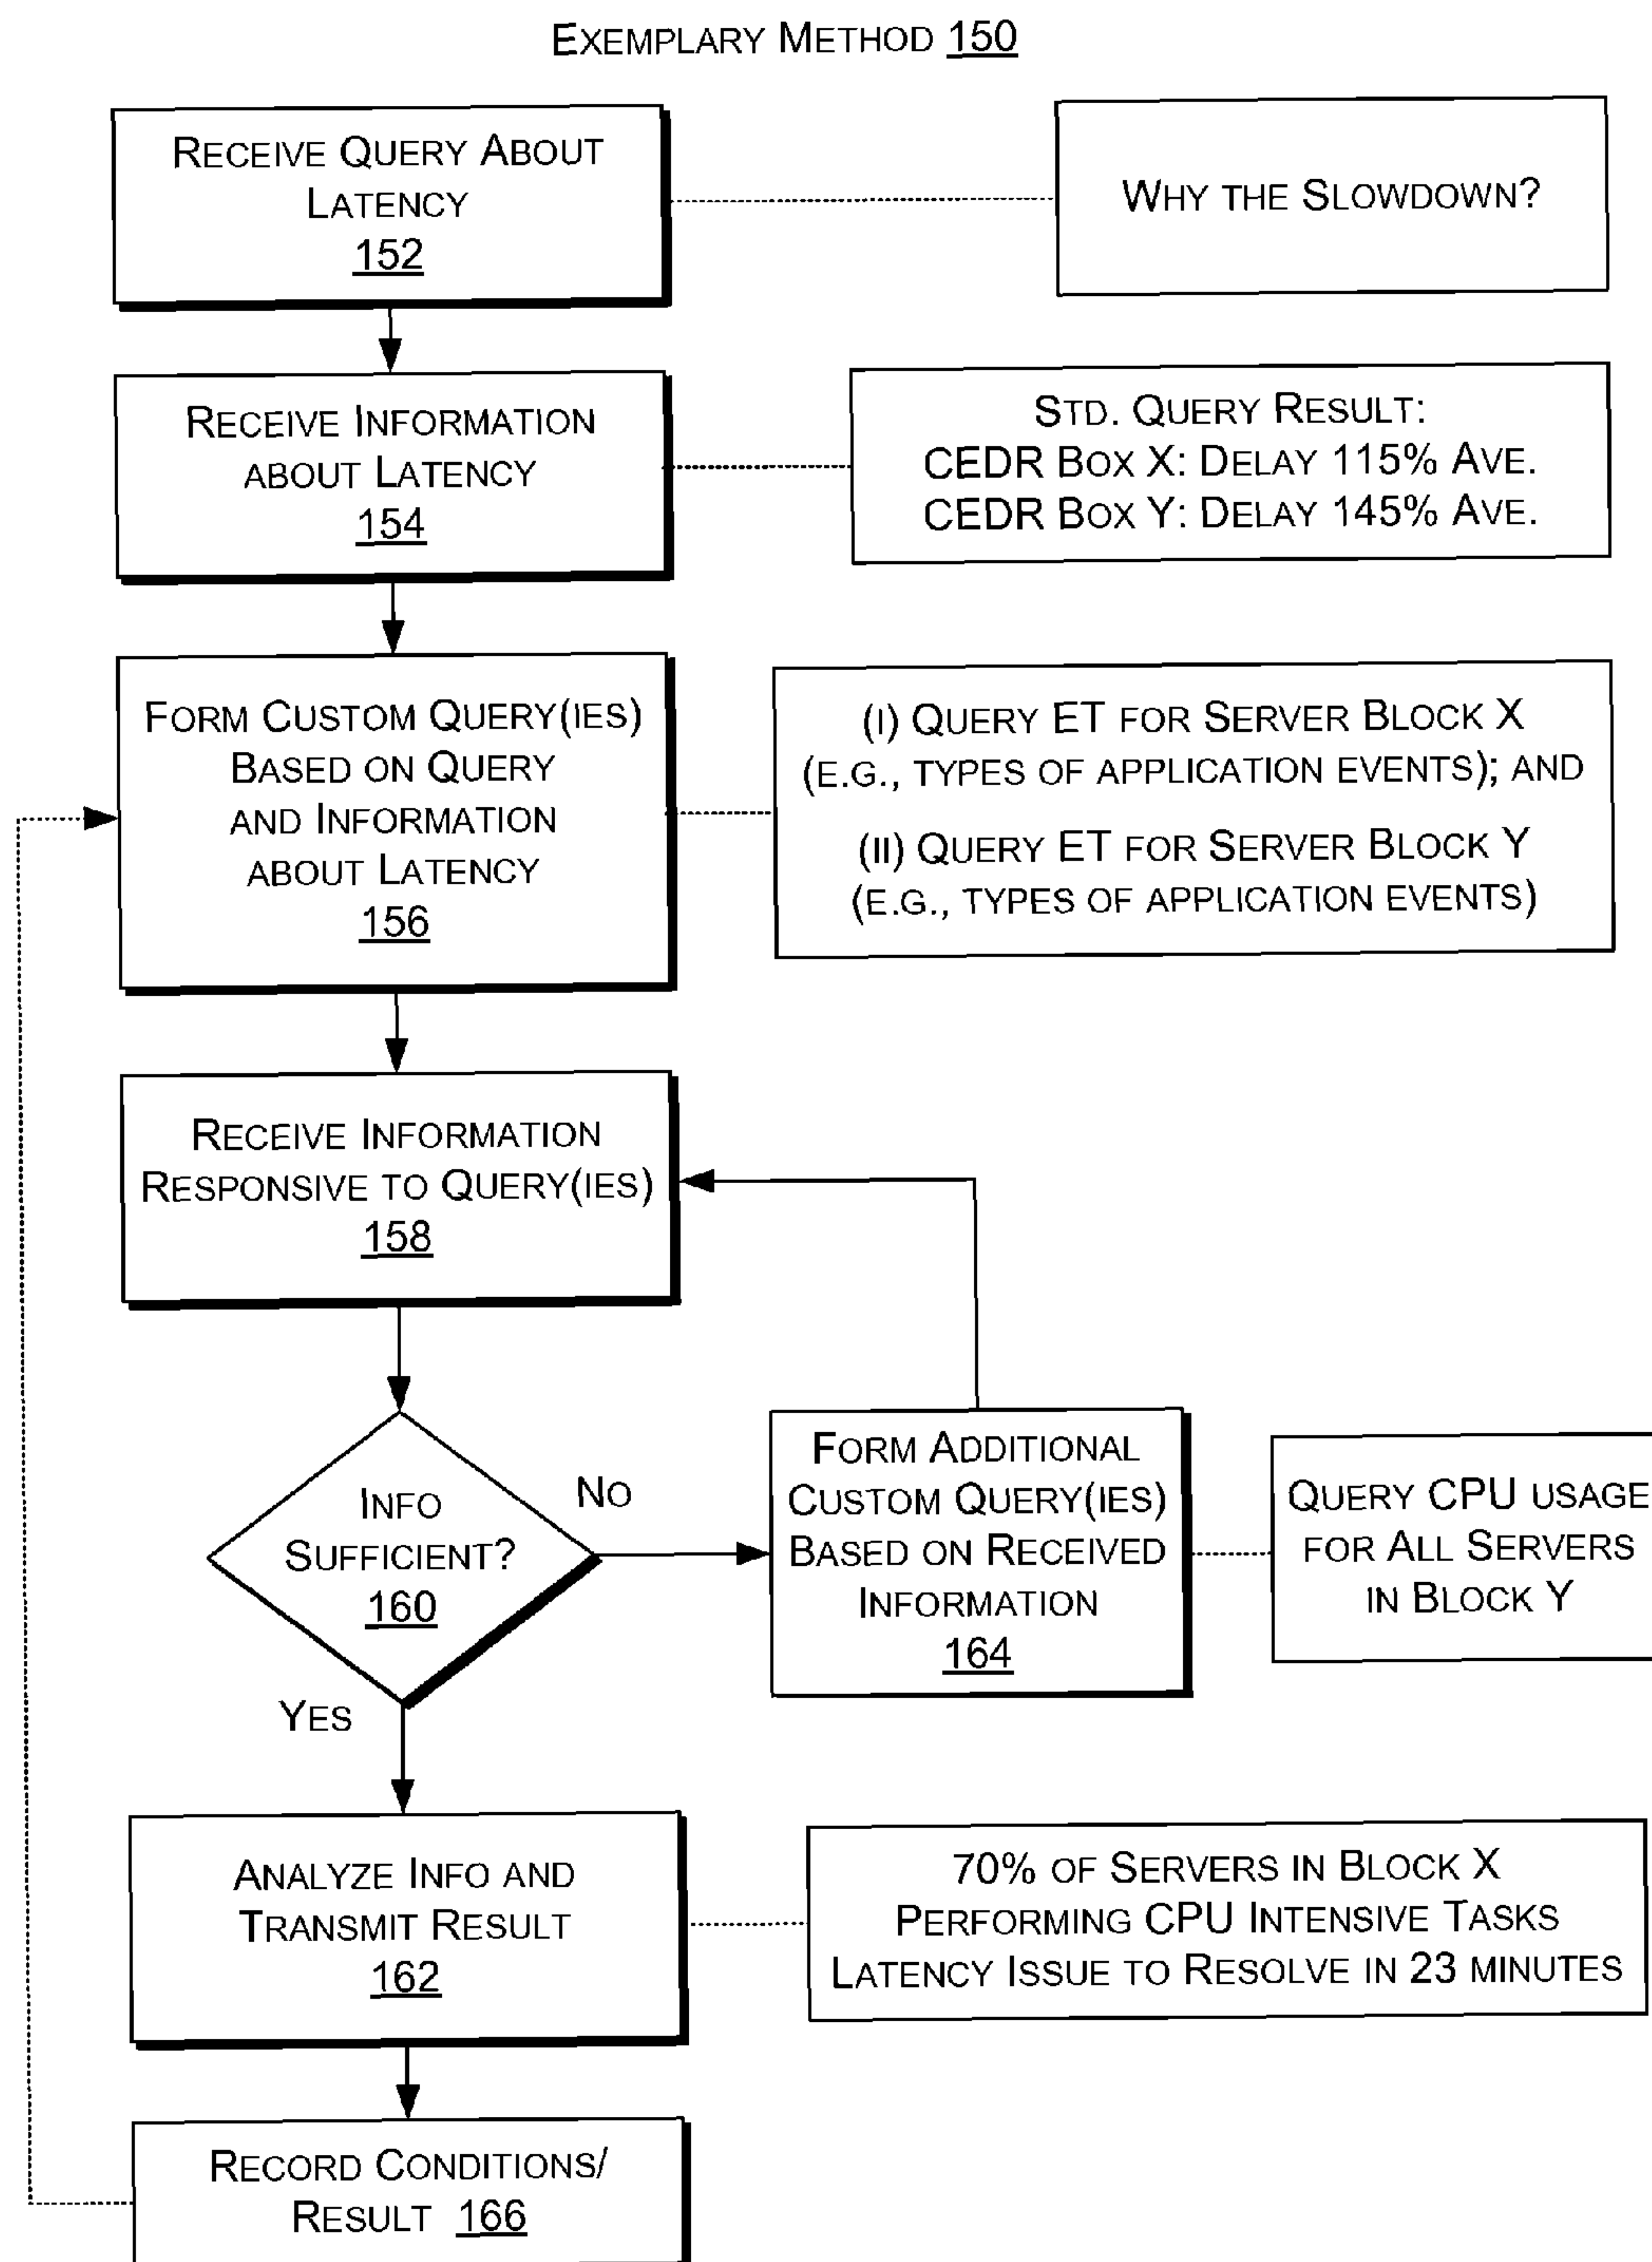 EXEMPLARY METHOD 150
RECEIVE QUERY ABOUT
LATENCY
152
WHY THE SLOWDOWN?
RECEIVE INFORMATION
ABOUT LATENCY
154
STD. QUERY RESULT:
CEDR BOX X: DELAY 115% AVE.
CEDR BOX Y: DELAY 145% AVE.
FORM CUSTOM QUERY(IES)
BASED ON QUERY
AND INFORMATION
ABOUT LATENCY
156
(I) QUERY ET FOR SERVER BLOCK X
(E.G., TYPES OF APPLICATION EVENTS); AND
(II) QUERY ET FOR SERVER BLOCK Y
(E.G., TYPES OF APPLICATION EVENTS)
RECEIVE INFORMATION
RESPONSIVE TO QUERY(IES)
158
INFO
SUFFICIENT?
160
NO
FORM ADDITIONAL
CUSTOM QUERY(IES)
BASED ON RECEIVED
INFORMATION
164
QUERY CPU USAGE
FOR ALL SERVERS
IN BLOCK Y
YES
ANALYZE INFO AND
TRANSMIT RESULT
162
70% OF SERVERS IN BLOCK X
PERFORMING CPU INTENSIVE TASKS
LATENCY ISSUE TO RESOLVE IN 23 MINUTES
RECORD CONDITIONS/
RESULT 166